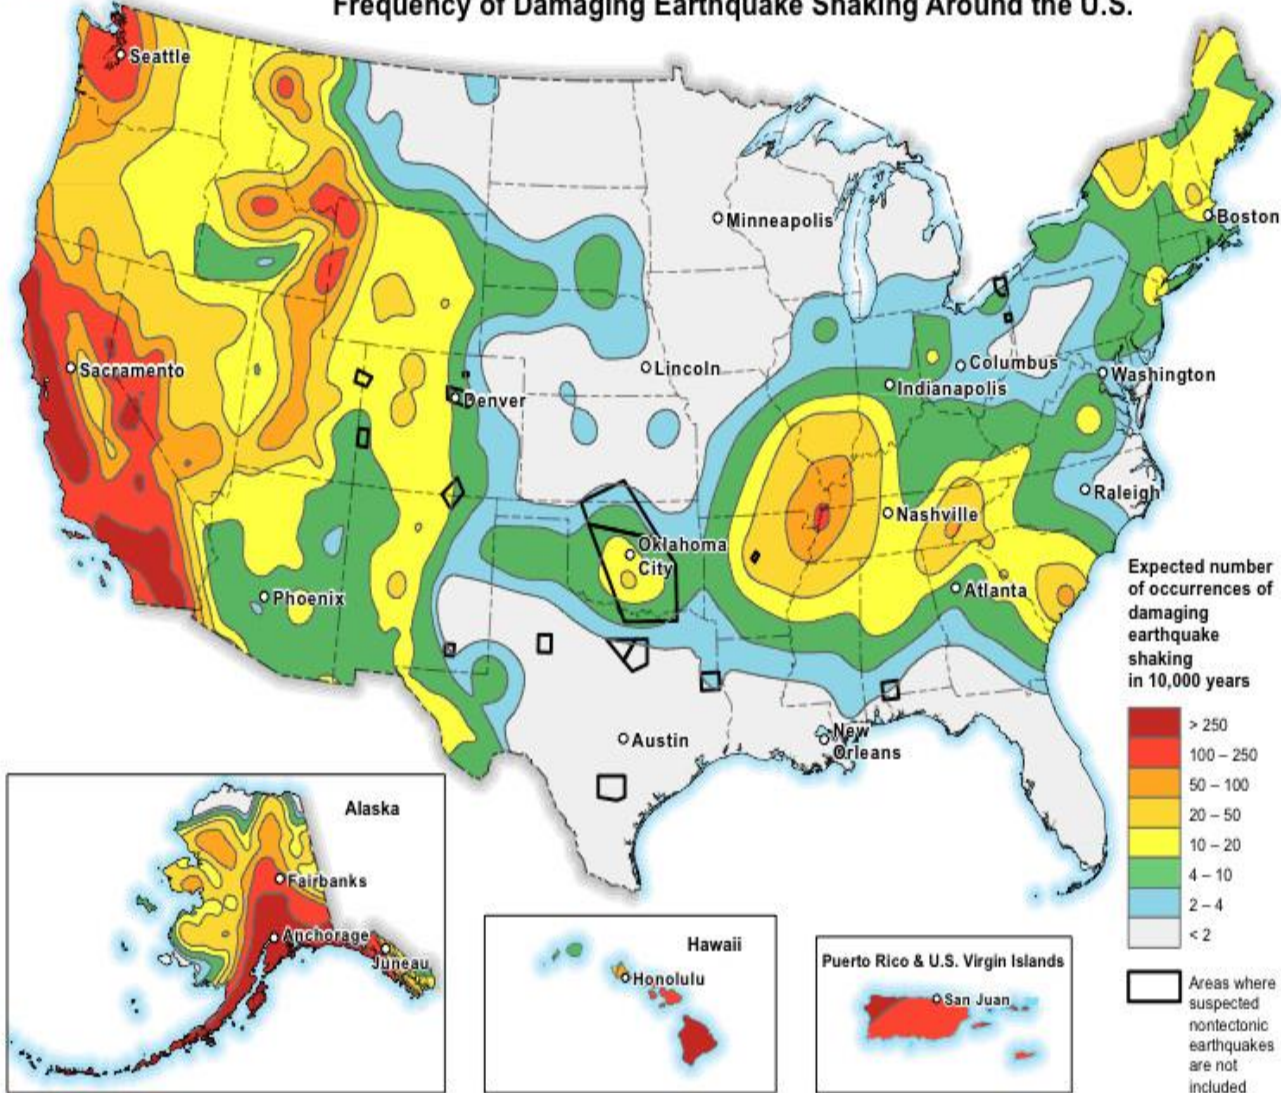 Frequency of Damaging Earthquake Shaking Around the U.S.
Seattle
Minneapolis
Boston
Sacramento
Lincoln
Columbus
Washington
Indianapolis
Denver
Raleigh
Nashville
Oklahoma
City
Phoenix
Atlanta
Austin
New
Orleans
Expected number
of occurrences of
damaging
earthquake
shaking
in 10,000 years
> 250
100 – 250
50 – 100
20 – 50
10 – 20
4 – 10
2 – 4
< 2
Areas where
suspected
nontectonic
earthquakes
are not
included
Alaska
Fairbanks
Anchorage
Juneau
Hawaii
Honolulu
Puerto Rico & U.S. Virgin Islands
San Juan